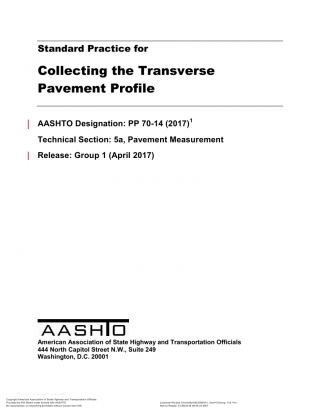 Standard Practice for
Collecting the Transverse
Pavement Profile
AASHTO Designation: PP 70-14 (2017)1
Technical Section: 5a, Pavement Measurement
Release: Group 1 (April 2017)
AASHTO
American Association of State Highway and Transportation Officials
444 North Capitol Street N.W., Suite 249
Washington, D.C. 20001